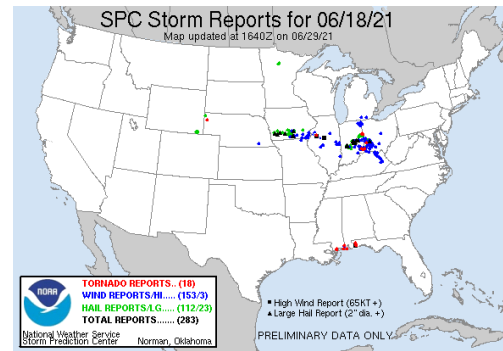 SPC Storm Reports for 06/18/21
Map updated at 1640Z on 06/29/21
NOAA
TORNADO REPORTS.. (18)
WIND REPORTS/HI..... (153/3)
HAIL REPORTS/LG..... (112/23)
TOTAL REPORTS....... (283)
National Weather Service
Storm Prediction Center Norman, Oklahoma
High Wind Report (65KT +)
Large Hail Report (2" dia. +)
PRELIMINARY DATA ONLY